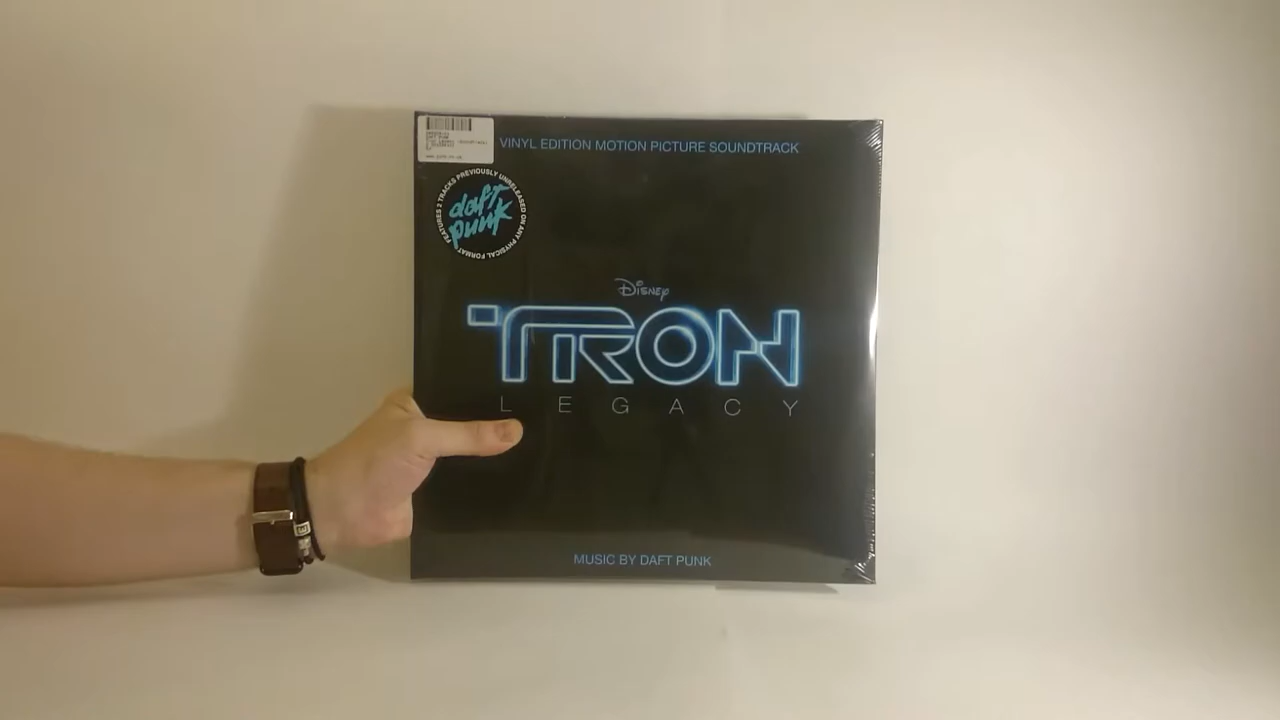 VINYL EDITION MOTION PICTURE SOUNDTRACK
FEATURES 2 TRACKS PREVIOUSLY UNRELEASED ON ANY PHYSICAL FORMAT
daft
punk
Disney
TRON
LEGACY
MUSIC BY DAFT PUNK